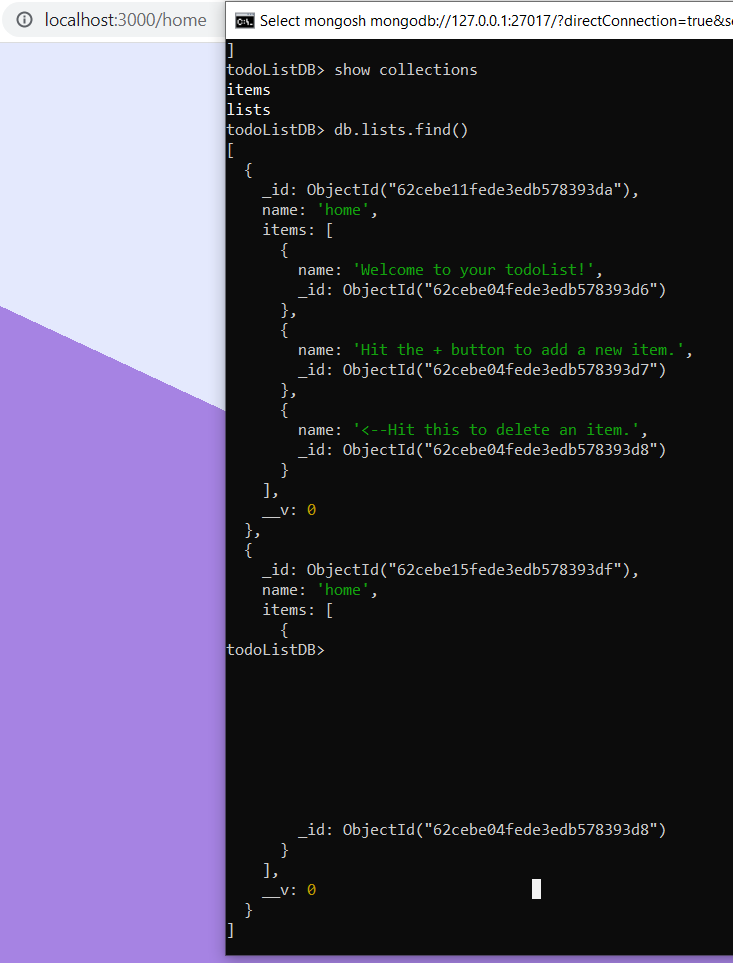 localhost:3000/home
Select mongosh mongodb://127.0.0.1:27017/?directConnection=true&s
]
todoListDB> show collections
items
lists
todoListDB> db.lists.find()
[
  {
    _id: ObjectId("62cebe11fede3edb578393da"),
    name: 'home',
    items: [
      {
        name: 'Welcome to your todoList!',
        _id: ObjectId("62cebe04fede3edb578393d6")
      },
      {
        name: 'Hit the + button to add a new item.',
        _id: ObjectId("62cebe04fede3edb578393d7")
      },
      {
        name: '<--Hit this to delete an item.',
        _id: ObjectId("62cebe04fede3edb578393d8")
      }
    ],
    __v: 0
  },
  {
    _id: ObjectId("62cebe15fede3edb578393df"),
    name: 'home',
    items: [
      {
todoListDB>
        _id: ObjectId("62cebe04fede3edb578393d8")
      }
    ],
    __v: 0
  }
]